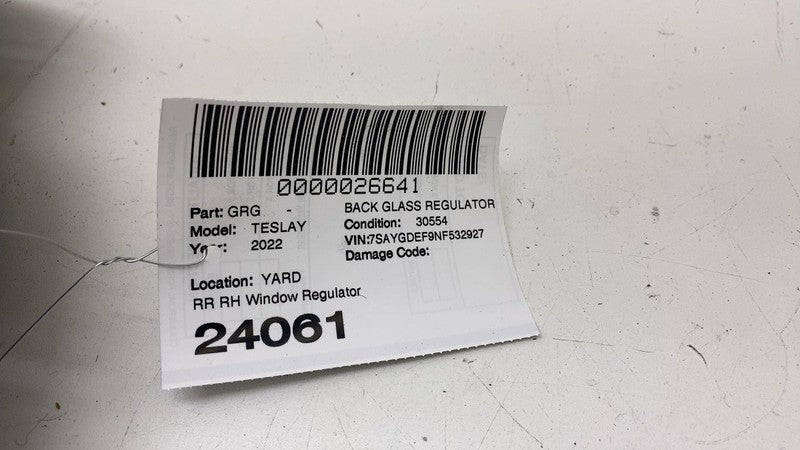 0000026641
Part: GRG - BACK GLASS REGULATOR
Model: TESLAY Condition: 30554
Year: 2022 VIN:7SAYGDEF9NF532927
Damage Code:
Location: YARD
RR RH Window Regulator
24061